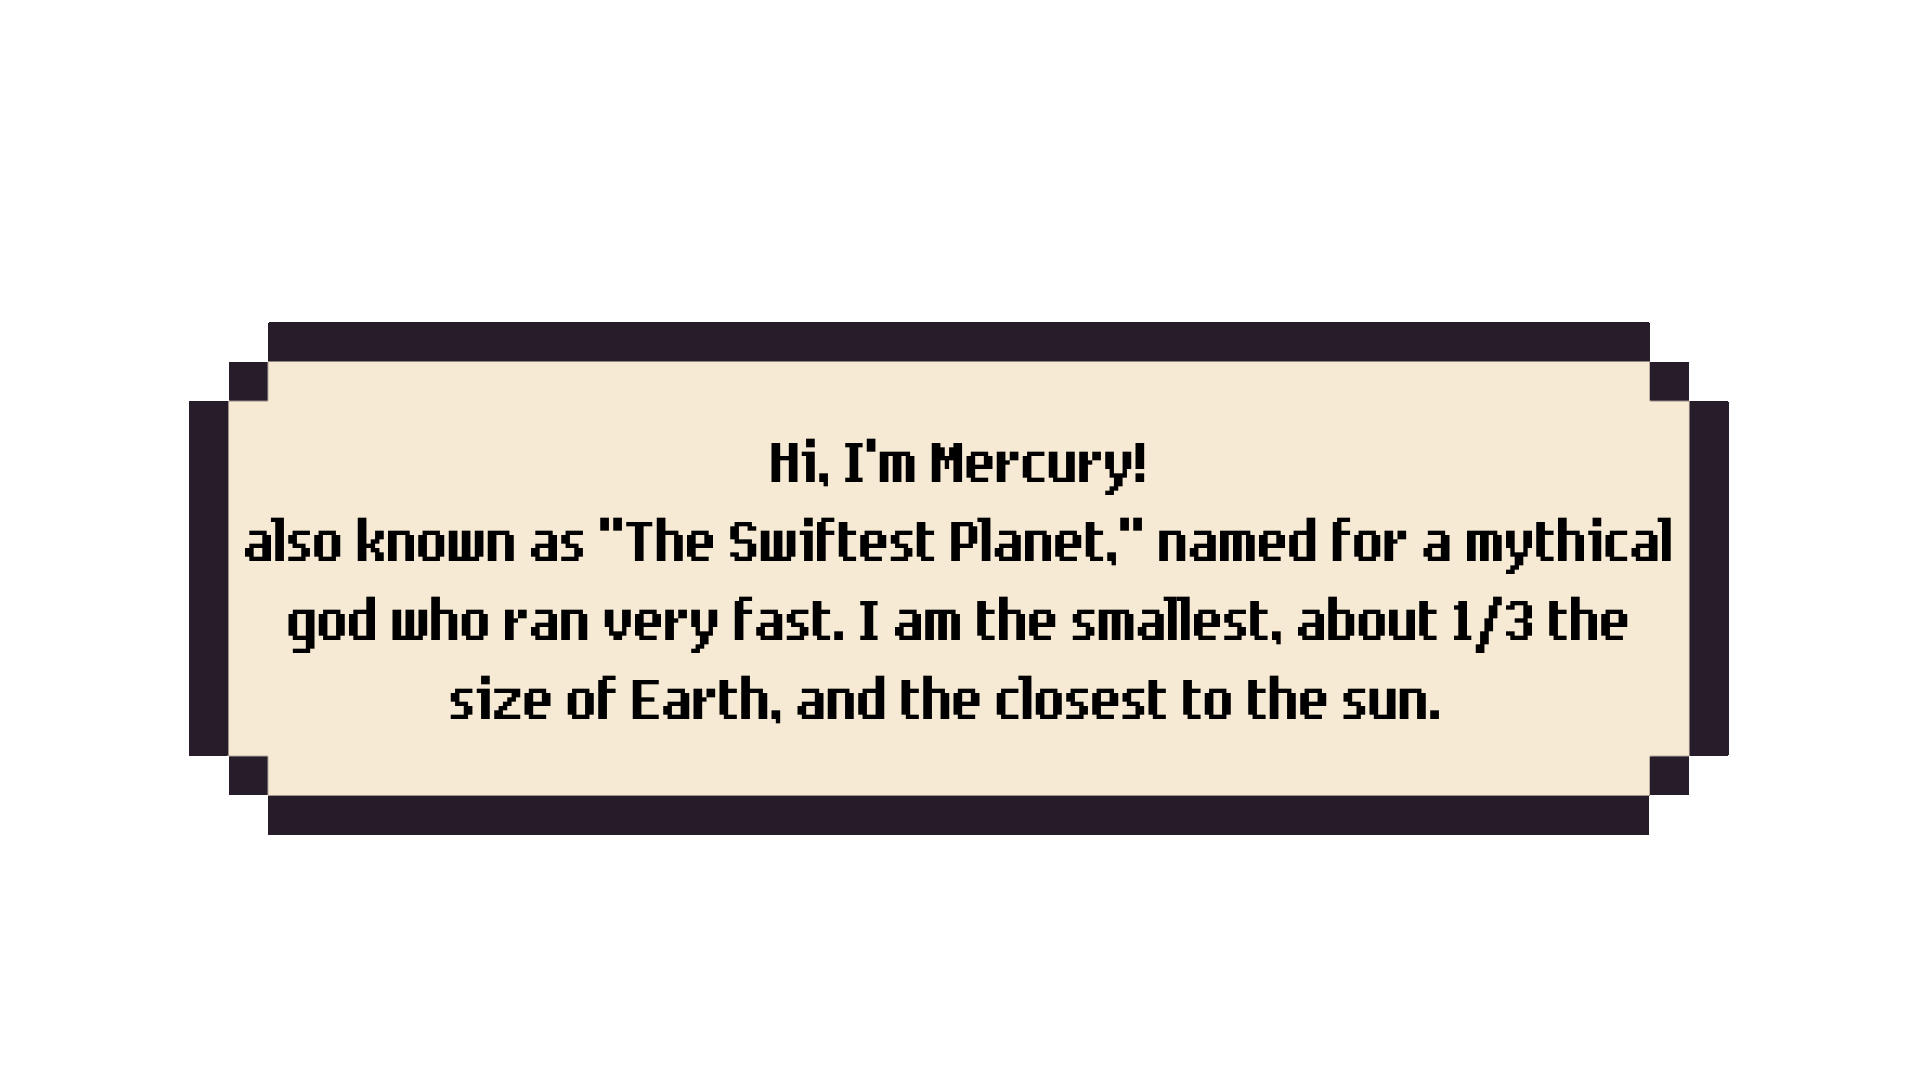 Hi, I'm Mercury!
also known as "The Swiftest Planet," named for a mythical
god who ran very fast. I am the smallest, about 1/3 the
size of Earth, and the closest to the sun.